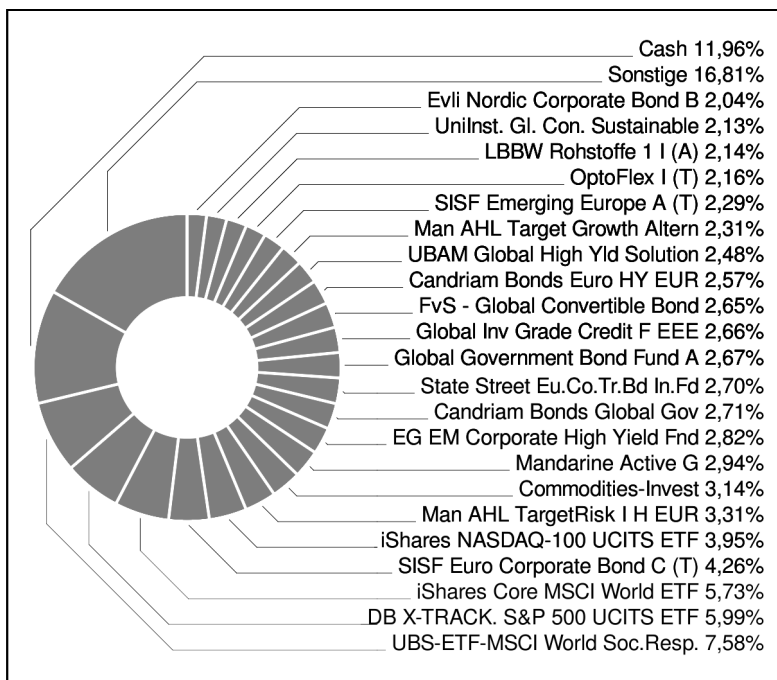 Cash 11,96%
Sonstige 16,81%
Evli Nordic Corporate Bond B 2,04%
UniInst. Gl. Con. Sustainable 2,13%
LBBW Rohstoffe 1 I (A) 2,14%
OptoFlex I (T) 2,16%
SISF Emerging Europe A (T) 2,29%
Man AHL Target Growth Altern 2,31%
UBAM Global High Yld Solution 2,48%
Candriam Bonds Euro HY EUR 2,57%
FvS - Global Convertible Bond 2,65%
Global Inv Grade Credit F EEE 2,66%
Global Government Bond Fund A 2,67%
State Street Eu.Co.Tr.Bd In.Fd 2,70%
Candriam Bonds Global Gov 2,71%
EG EM Corporate High Yield Fnd 2,82%
Mandarine Active G 2,94%
Commodities-Invest 3,14%
Man AHL TargetRisk I H EUR 3,31%
iShares NASDAQ-100 UCITS ETF 3,95%
SISF Euro Corporate Bond C (T) 4,26%
iShares Core MSCI World ETF 5,73%
DB X-TRACK. S&P 500 UCITS ETF 5,99%
UBS-ETF-MSCI World Soc.Resp. 7,58%